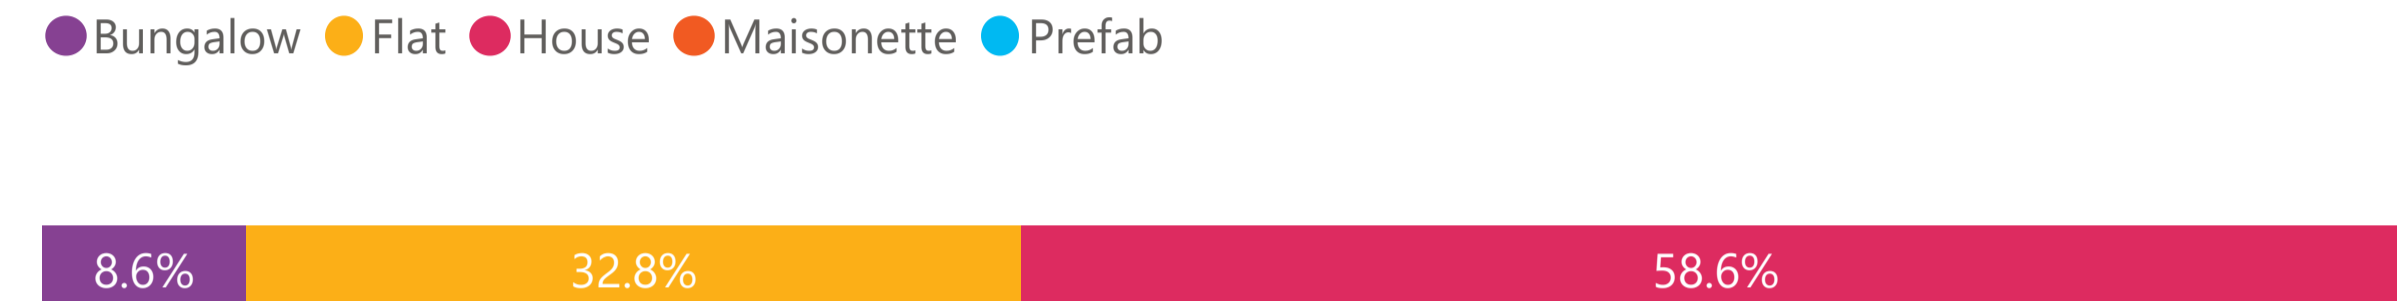 Bungalow Flat House Maisonette Prefab
8.6% 32.8% 58.6%